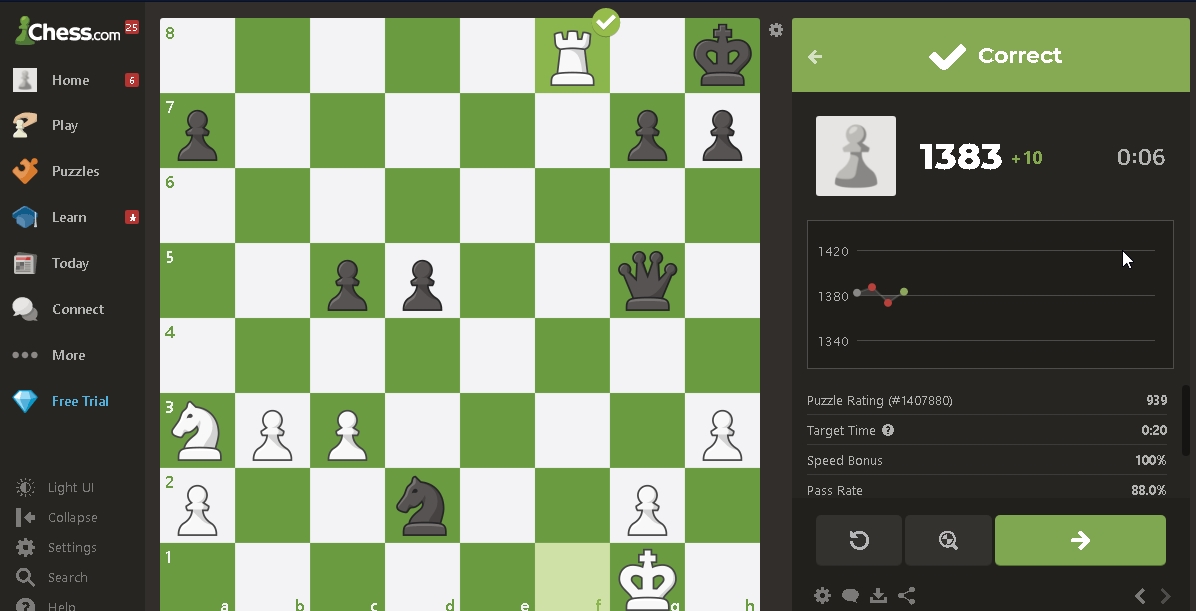 Chess.com 25
Home 6
Play
Puzzles
Learn
Today
Connect
More
Free Trial
Light UI
Collapse
Settings
Search
Help
8
7
6
5
4
3
2
1
a b c d e f g h
Correct
1383 +10 0:06
1420
1380
1340
Puzzle Rating (#1407880) 939
Target Time ? 0:20
Speed Bonus 100%
Pass Rate 88.0%